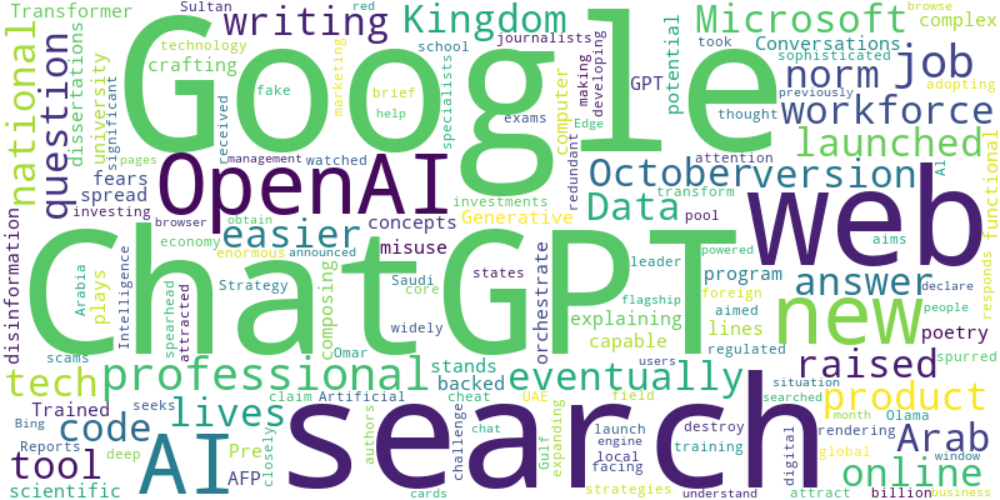 Transformer
Sultan
red
browse
writing
Kingdom
Microsoft
complex
national
question
dissertations
Google
technology
crafting
university
significant
received
fake
marketing
brief
help
school
specialists
journalists
exams
computer
Edge
making
developing
GPT
potential
took
Conversations
sophisticated
norm
job
previously
adopting
thought
workforce
launched
pages
management
watched
OpenAI
fears
spread
investing
browser
redundant
October
version
attention
AI
transform
Data
pool
functional
investments
Generative
concepts
misuse
easier
obtain
economy
enormous
announced
disinformation
Arabia
plays
Intelligence
ChatGPT
Strategy
spearhead
attracted
composing
Omar
widely
Saudi
core
states
orchestrate
leader
flagship
explaining
capable
powered
program
foreign
aimed
lines
regulated
web
aims
answer
declare
new
people
poetry
responds
raised
spurred
scams
tech
professional
stands
backed
eventually
users
situation
searched
product
Trained
Bing
seeks
lives
claim
Artificial
cheat
UAE
field
search
month
Olama
code
Reports
deep
AI
Pre
closely
authors
challenge
chat
Gulf
expanding
launch
engine
local
facing
destroy
training
digital
rendering
global
Arab
window
tool
AFP
scientific
cards
strategies
understand
attract
online
billion
business